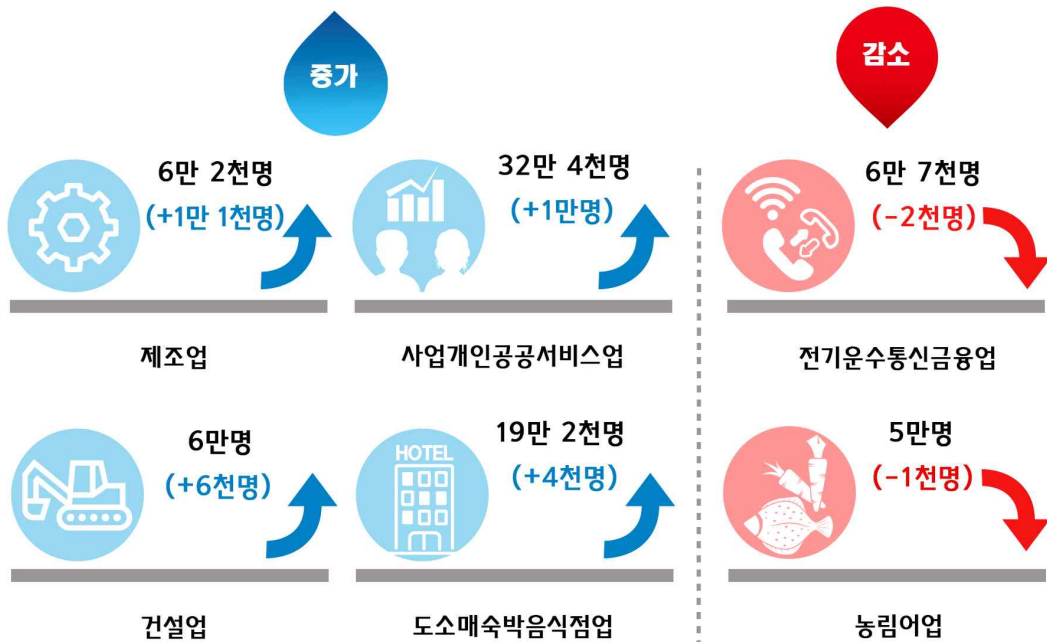 증가
감소
6만 2천명
(+1만 1천명)
제조업
32만 4천명
(+1만명)
사업개인공공서비스업
6만 7천명
(-2천명)
전기운수통신금융업
6만명
(+6천명)
건설업
HOTEL
19만 2천명
(+4천명)
도소매숙박음식점업
5만명
(-1천명)
농림어업